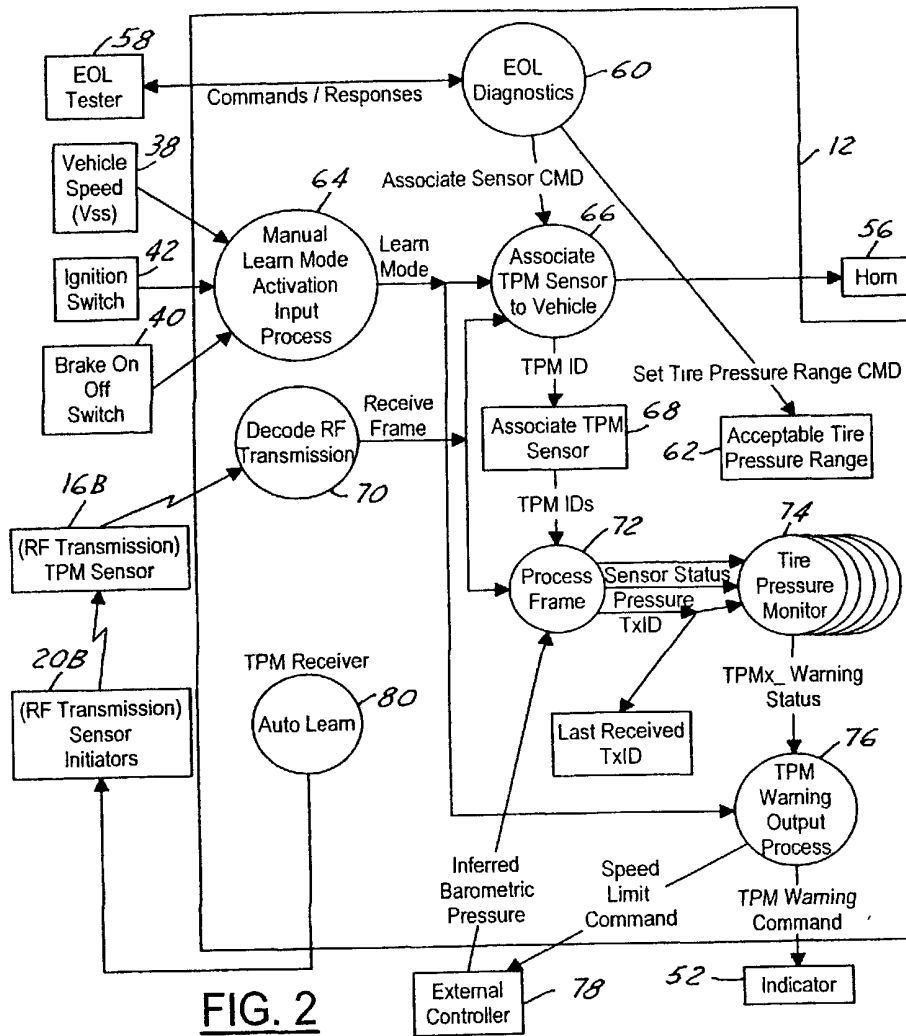 58
EOL
Tester
Commands / Responses
EOL
Diagnostics
60
12
Vehicle
Speed
(Vss)
38
Associate Sensor CMD
64
Manual
Learn Mode
Activation
Input
Process
Learn
Mode
66
Associate
TPM Sensor
to Vehicle
56
Horn
42
Ignition
Switch
40
Brake On
Off
Switch
TPM ID
Set Tire Pressure Range CMD
Decode RF
Transmission
70
Receive
Frame
Associate TPM
Sensor
68
62
Acceptable Tire
Pressure Range
16B
(RF Transmission)
TPM Sensor
TPM IDs
72
Process
Frame
Sensor Status
Pressure
TxID
74
Tire
Pressure
Monitor
20B
(RF Transmission)
Sensor
Initiators
TPM Receiver
Auto Learn
80
Last Received
TxID
TPMx_ Warning
Status
76
TPM
Warning
Output
Process
Inferred
Barometric
Pressure
Speed
Limit
Command
TPM Warning
Command
External
Controller
78
52
Indicator
FIG. 2